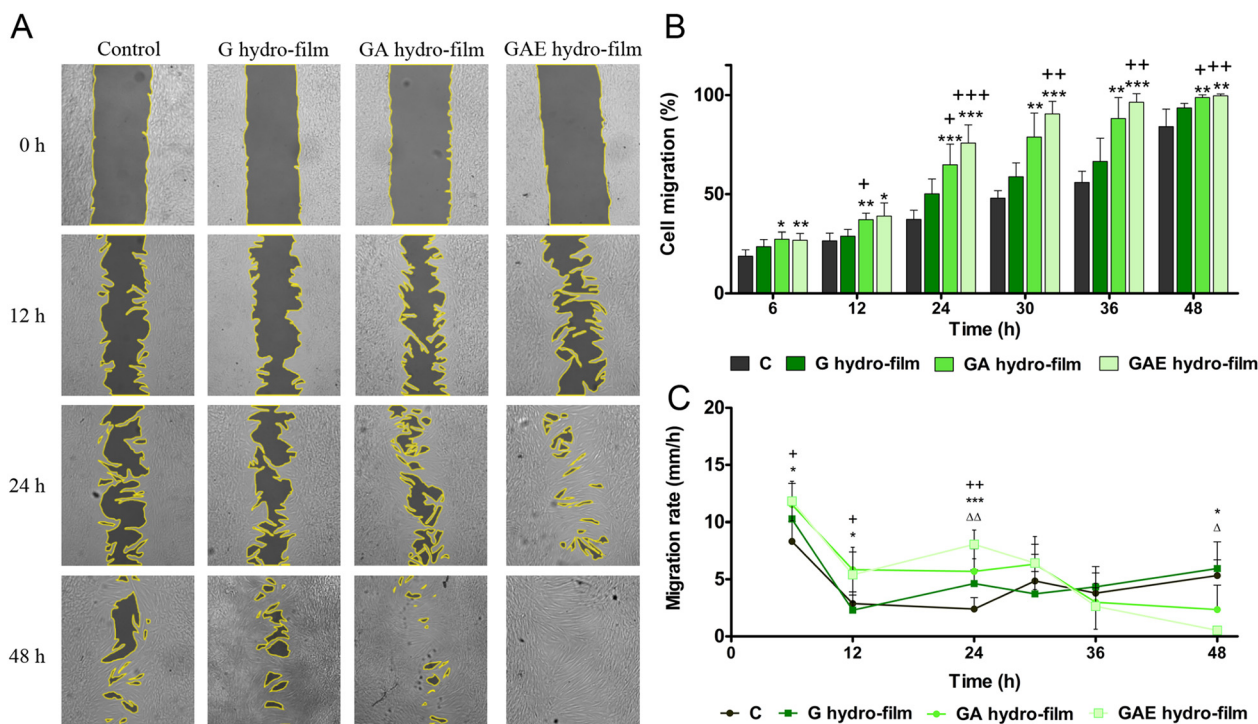 A
Control G hydro-film GA hydro-film GAE hydro-film
0 h
12 h
24 h
48 h
B
Cell migration (%)
100
50
0
* **
+ ** *
+ *** +++ ***
** ++ ***
** ++ ***
+ ** ++ **
6 12 24 30 36 48
Time (h)
C G hydro-film GA hydro-film GAE hydro-film
C
Migration rate (mm/h)
20
15
10
5
0
+
*
+
*
++
***
ΔΔ
*
Δ
0 12 24 36 48
Time (h)
C G hydro-film GA hydro-film GAE hydro-film